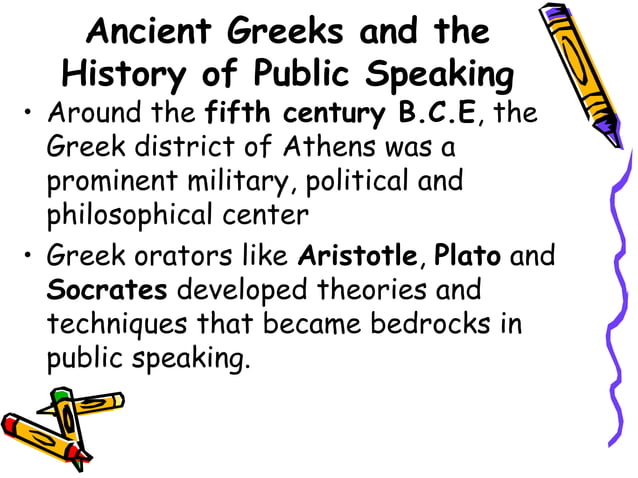 Ancient Greeks and the
History of Public Speaking
• Around the fifth century B.C.E, the
Greek district of Athens was a
prominent military, political and
philosophical center
• Greek orators like Aristotle, Plato and
Socrates developed theories and
techniques that became bedrocks in
public speaking.